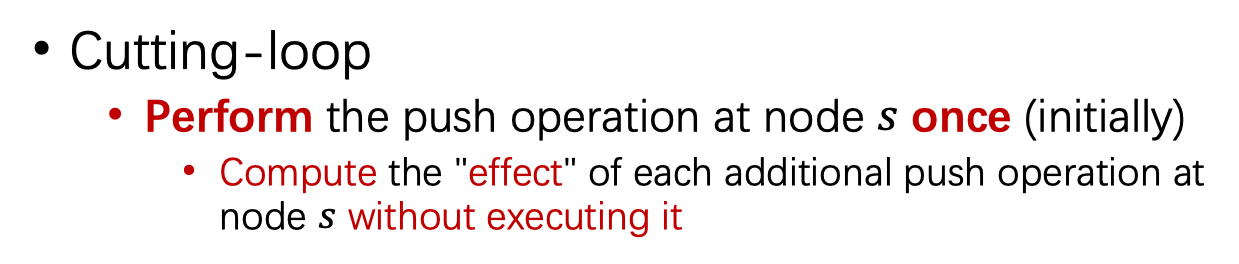 • Cutting-loop
• Perform the push operation at node s once (initially)
• Compute the "effect" of each additional push operation at
node s without executing it